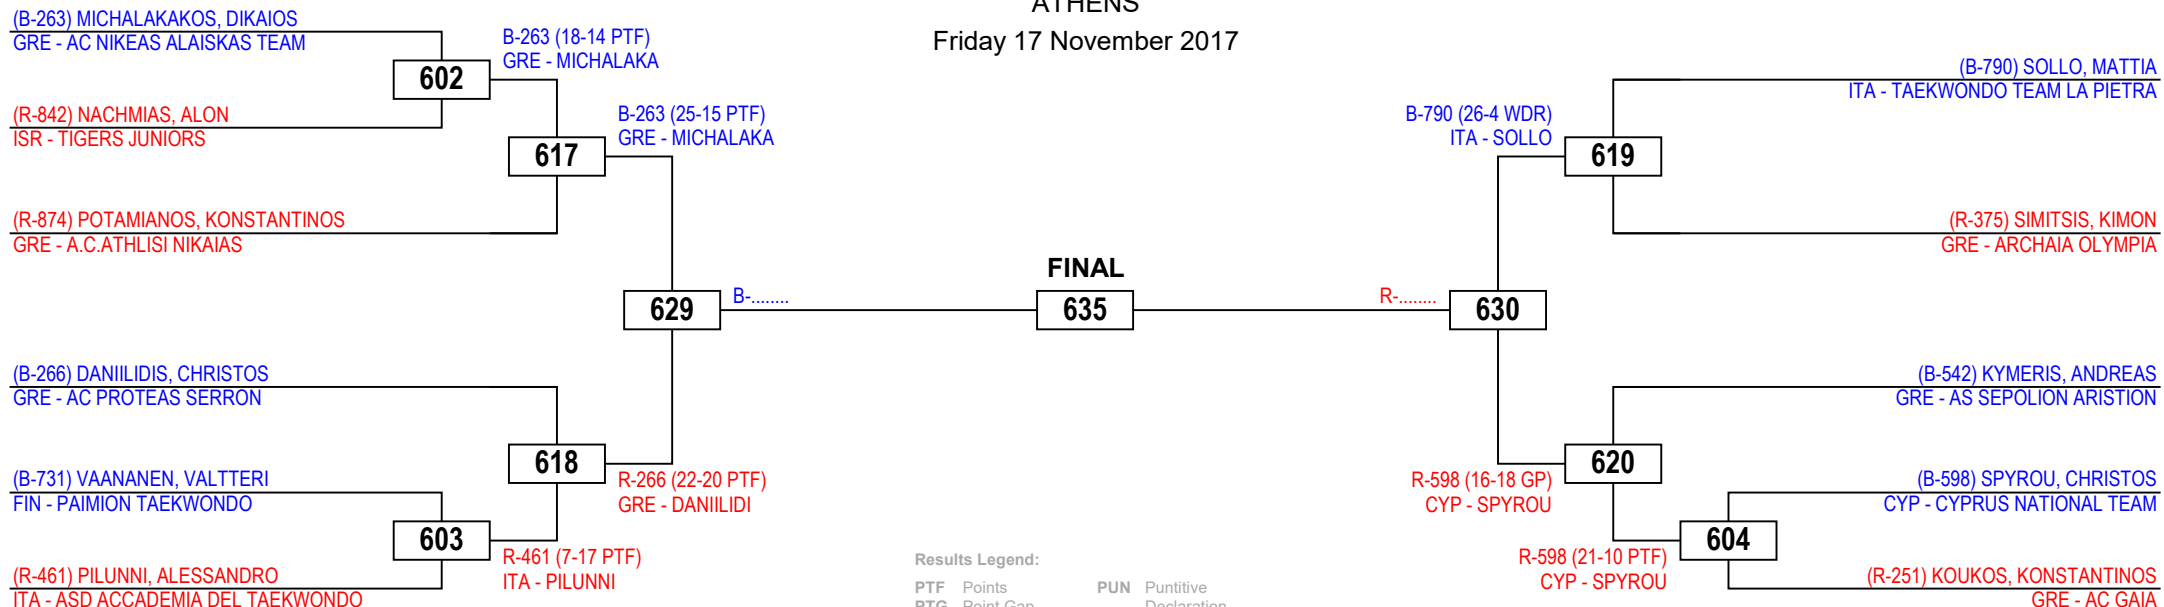 ATHENS
Friday 17 November 2017
(B-263) MICHALAKAKOS, DIKAIOS
GRE - AC NIKEAS ALAISKAS TEAM
602
(R-842) NACHMIAS, ALON
ISR - TIGERS JUNIORS
B-263 (18-14 PTF)
GRE - MICHALAKA
617
(R-874) POTAMIANOS, KONSTANTINOS
GRE - A.C.ATHLISI NIKAIAS
B-263 (25-15 PTF)
GRE - MICHALAKA
629
B-........
(B-266) DANIILIDIS, CHRISTOS
GRE - AC PROTEAS SERRON
618
R-266 (22-20 PTF)
GRE - DANIILIDI
(B-731) VAANANEN, VALTTERI
FIN - PAIMION TAEKWONDO
603
R-461 (7-17 PTF)
ITA - PILUNNI
(R-461) PILUNNI, ALESSANDRO
ITA - ASD ACCADEMIA DEL TAEKWONDO
FINAL
635
R-........
630
B-790 (26-4 WDR)
ITA - SOLLO
619
(B-790) SOLLO, MATTIA
ITA - TAEKWONDO TEAM LA PIETRA
(R-375) SIMITSIS, KIMON
GRE - ARCHAIA OLYMPIA
(B-542) KYMERIS, ANDREAS
GRE - AS SEPOLION ARISTION
620
R-598 (16-18 GP)
CYP - SPYROU
(B-598) SPYROU, CHRISTOS
CYP - CYPRUS NATIONAL TEAM
604
R-598 (21-10 PTF)
CYP - SPYROU
(R-251) KOUKOS, KONSTANTINOS
GRE - AC GAIA
Results Legend:
PTF Points PUN Puntitive
PTG Point Gap Declaration